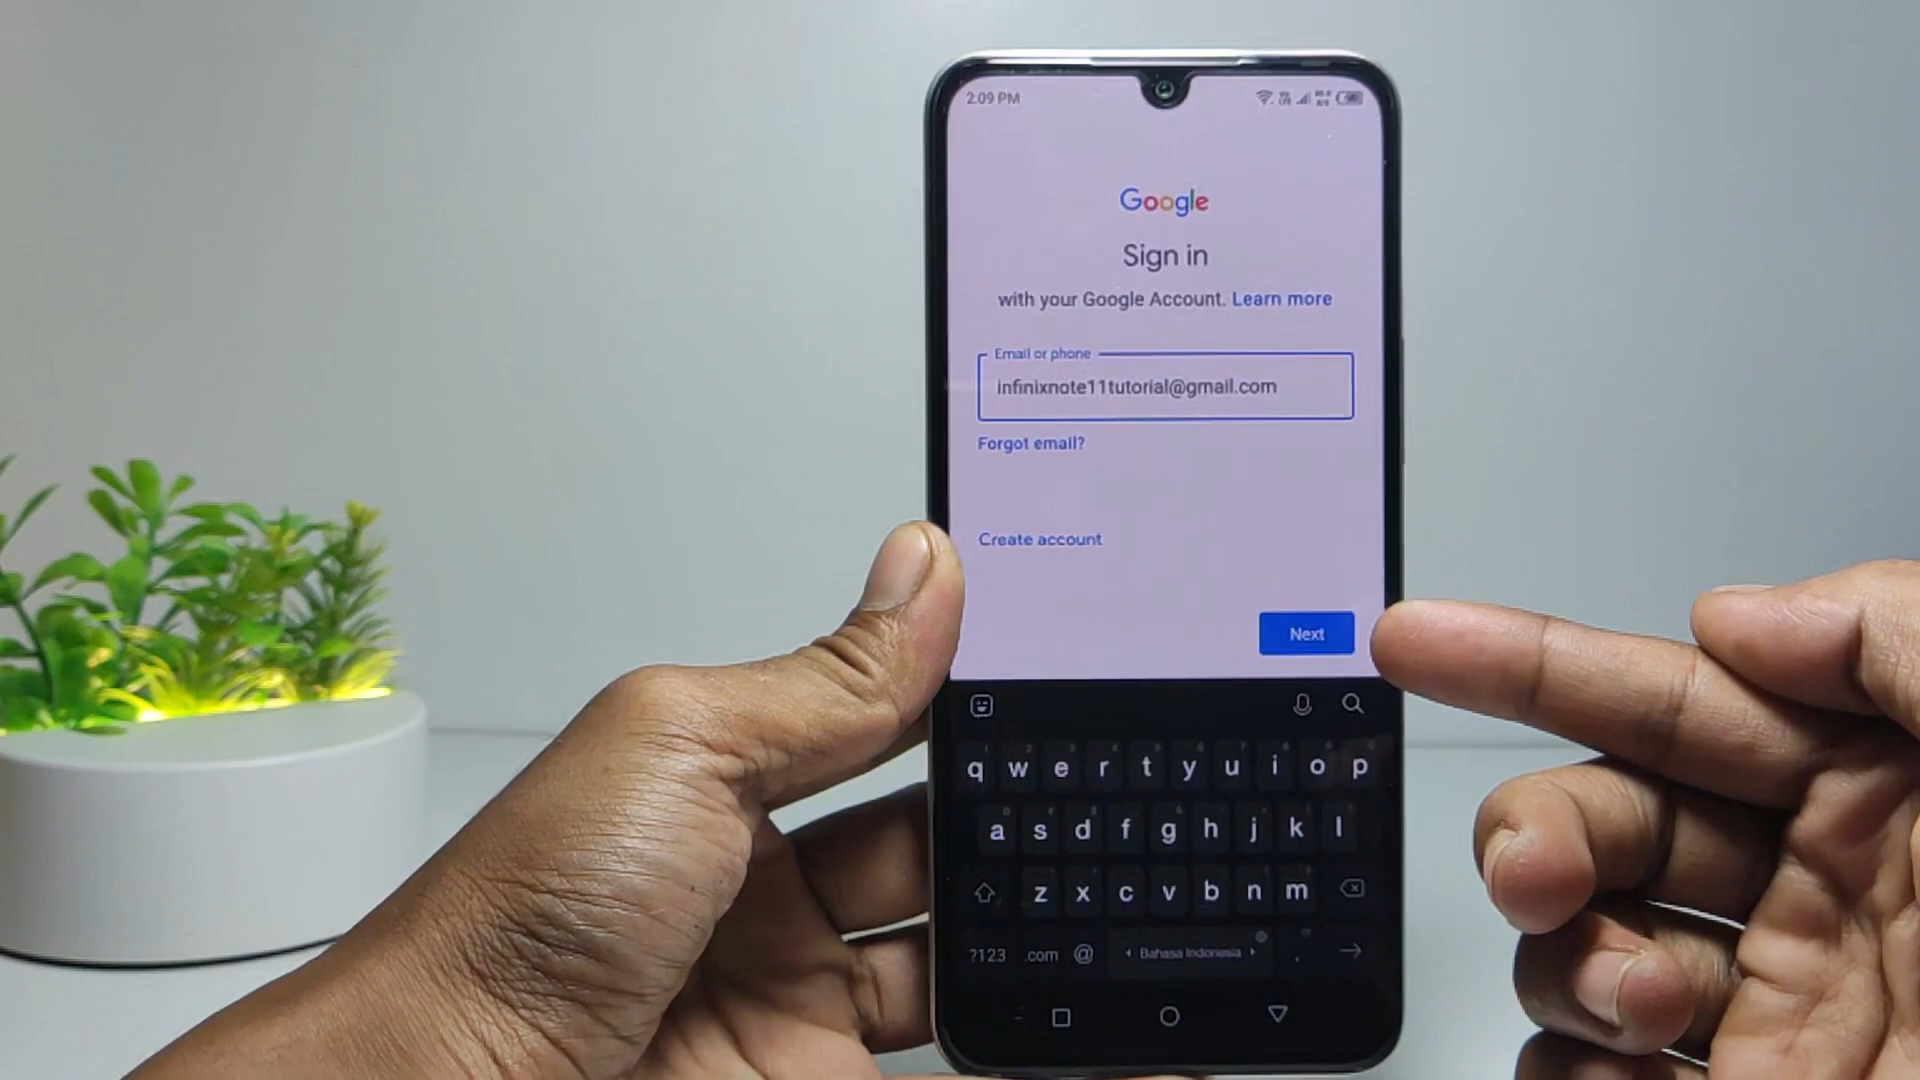 2:09 PM
Google
Sign in
with your Google Account. Learn more
Email or phone
infinixnote11tutorial@gmail.com
Forgot email?
Create account
Next
q w e r t y u i o p
a s d f g h j k l
z x c v b n m
?123 .com @ Bahasa Indonesia .